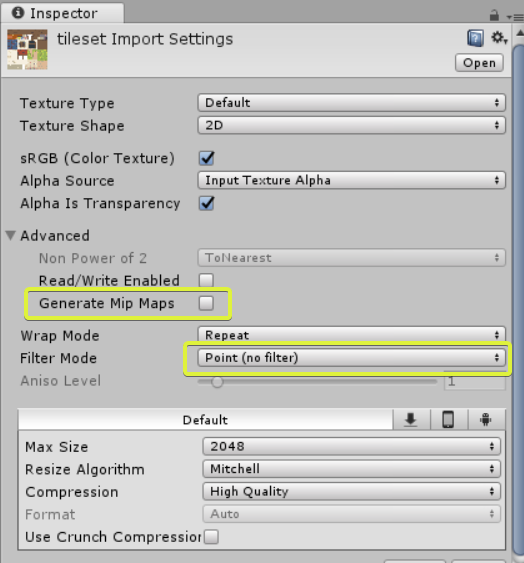 Inspector
tileset Import Settings
Open
Texture Type Default
Texture Shape 2D
sRGB (Color Texture)
Alpha Source Input Texture Alpha
Alpha Is Transparency
Advanced
Non Power of 2 ToNearest
Read/Write Enabled
Generate Mip Maps
Wrap Mode Repeat
Filter Mode Point (no filter)
Aniso Level 1
Default
Max Size 2048
Resize Algorithm Mitchell
Compression High Quality
Format Auto
Use Crunch Compression